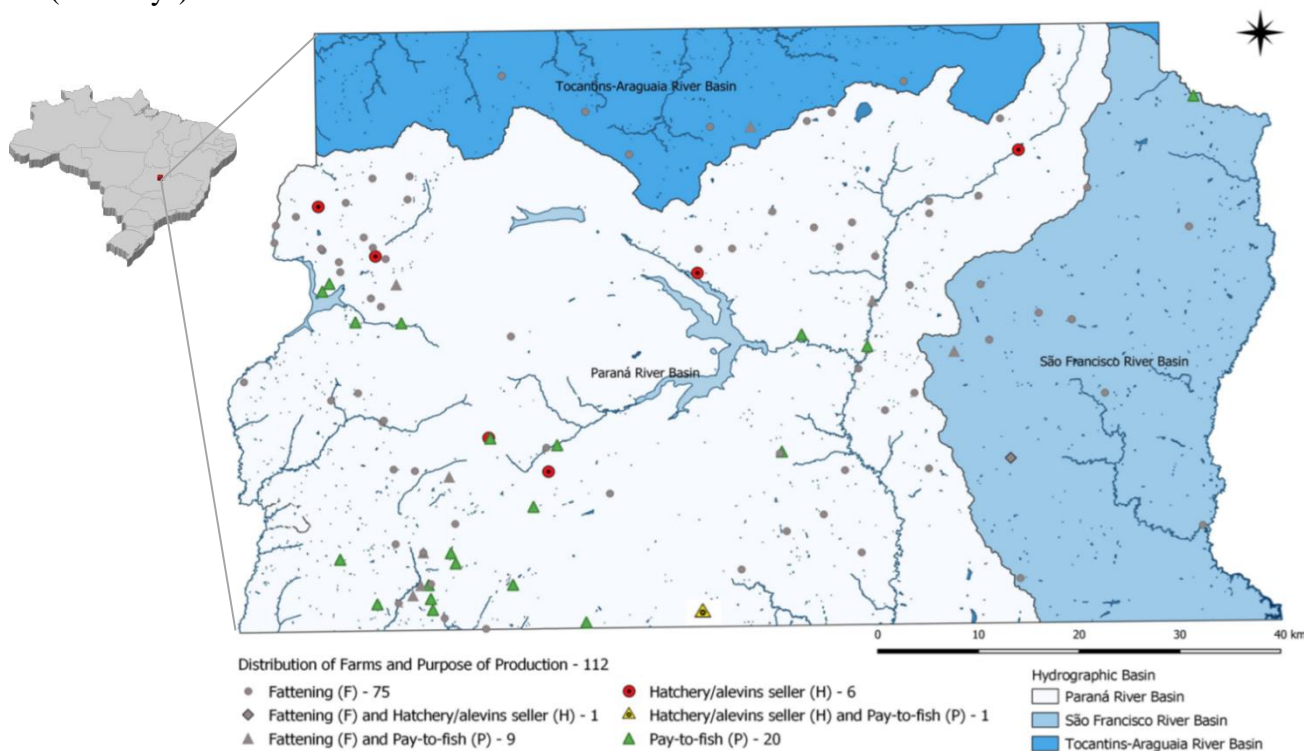 Tocantins-Araguaia River Basin
Paraná River Basin
São Francisco River Basin
0 10 20 30 40 km
Distribution of Farms and Purpose of Production - 112
Fattening (F) - 75
Fattening (F) and Hatchery/alevins seller (H) - 1
Fattening (F) and Pay-to-fish (P) - 9
Hatchery/alevins seller (H) - 6
Hatchery/alevins seller (H) and Pay-to-fish (P) - 1
Pay-to-fish (P) - 20
Hydrographic Basin
Paraná River Basin
São Francisco River Basin
Tocantins-Araguaia River Basin